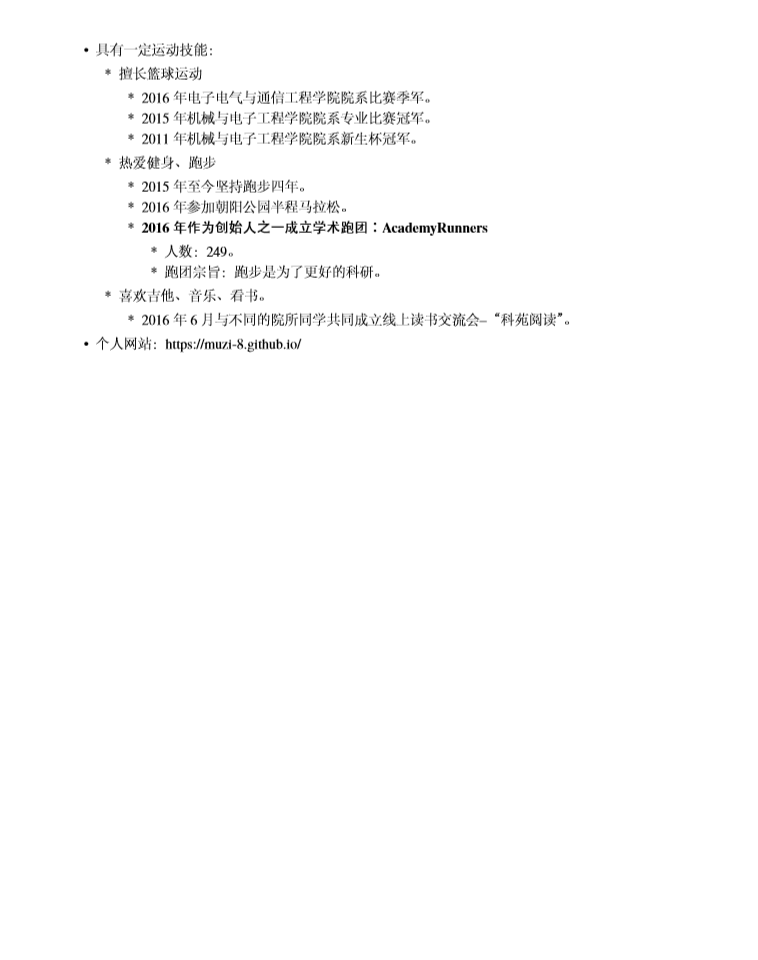 • 具有一定运动技能：
* 擅长篮球运动
* 2016 年电子电气与通信工程学院院系比赛季军。
* 2015 年机械与电子工程学院院系专业比赛冠军。
* 2011 年机械与电子工程学院院系新生杯冠军。
* 热爱健身、跑步
* 2015 年至今坚持跑步四年。
* 2016 年参加朝阳公园半程马拉松。
* 2016 年作为创始人之一成立学术跑团：AcademyRunners
* 人数：249。
* 跑团宗旨：跑步是为了更好的科研。
* 喜欢吉他、音乐、看书。
* 2016 年 6 月与不同的院所同学共同成立线上读书交流会–“科苑阅读”。
• 个人网站：https://muzi-8.github.io/